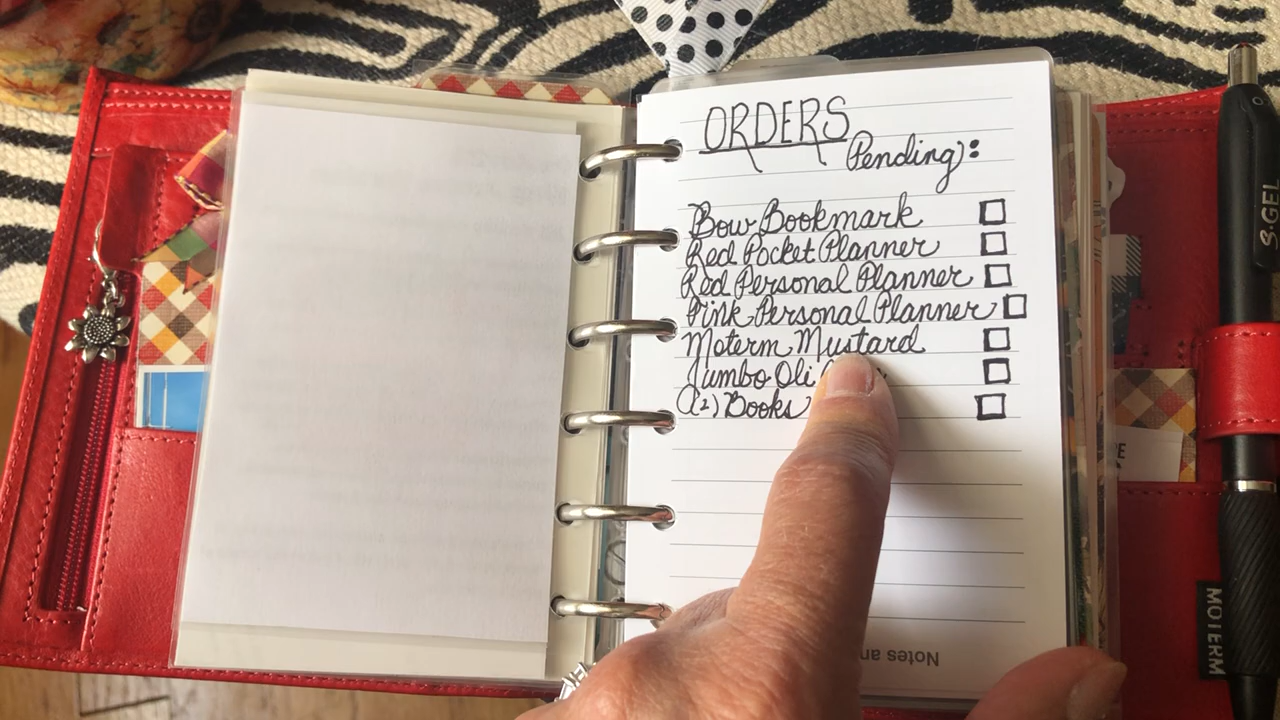 ORDERS
Pending:
Bow Bookmark
Red Pocket Planner
Red Personal Planner
Pink Personal Planner
Moterm Mustard
Jumbo Oli
(2) Books
Notes an
S.GEL
MOTERM